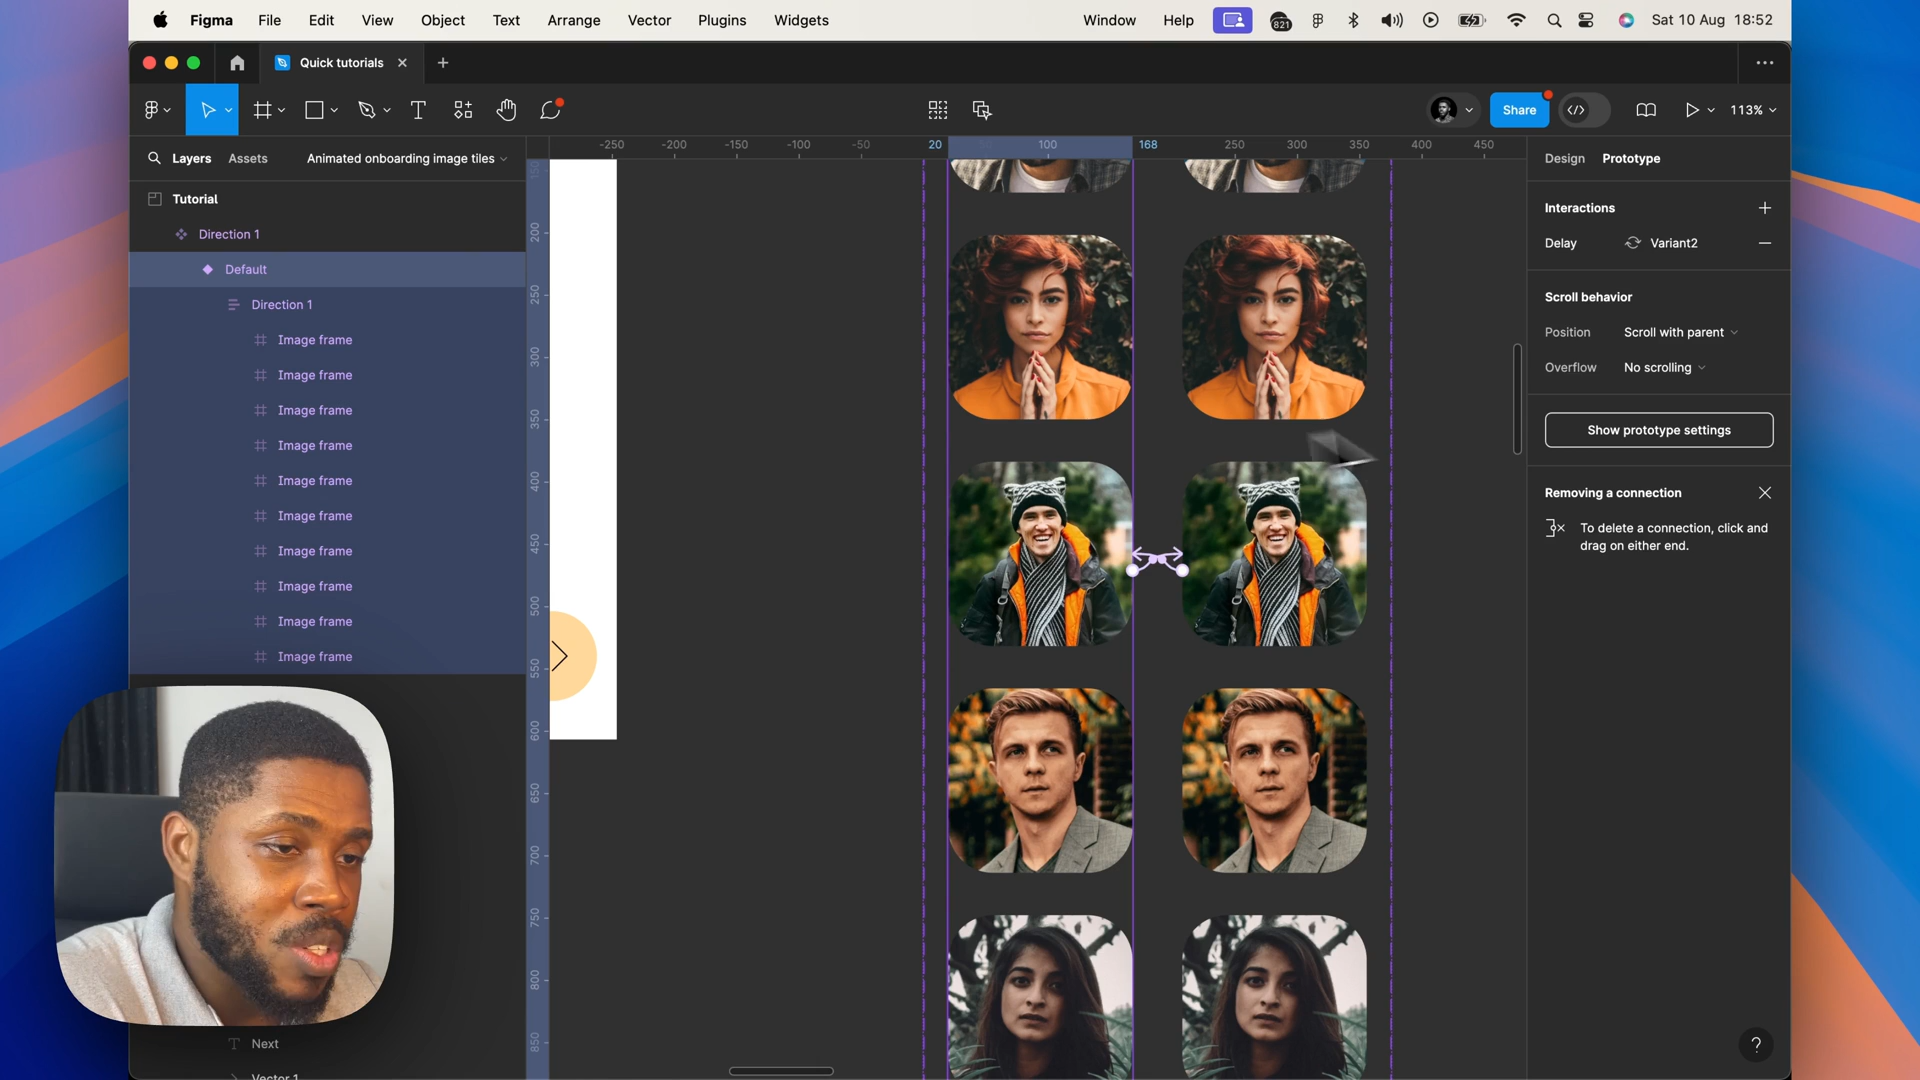 Figma File Edit View Object Text Arrange Vector Plugins Widgets Window Help 821 Sat 10 Aug 18:52
Quick tutorials
Share 113%
Layers Assets Animated onboarding image tiles
Tutorial
Direction 1
Default
Direction 1
Image frame
Image frame
Image frame
Image frame
Image frame
Image frame
Image frame
Image frame
Image frame
Image frame
Next
Vector 1
-250 -200 -150 -100 -50 20 100 168 250 300 350 400 450
200
250
300
350
400
450
500
550
600
650
700
750
800
850
Design Prototype
Interactions
Delay Variant2
Scroll behavior
Position Scroll with parent
Overflow No scrolling
Show prototype settings
Removing a connection
To delete a connection, click and
drag on either end.
?